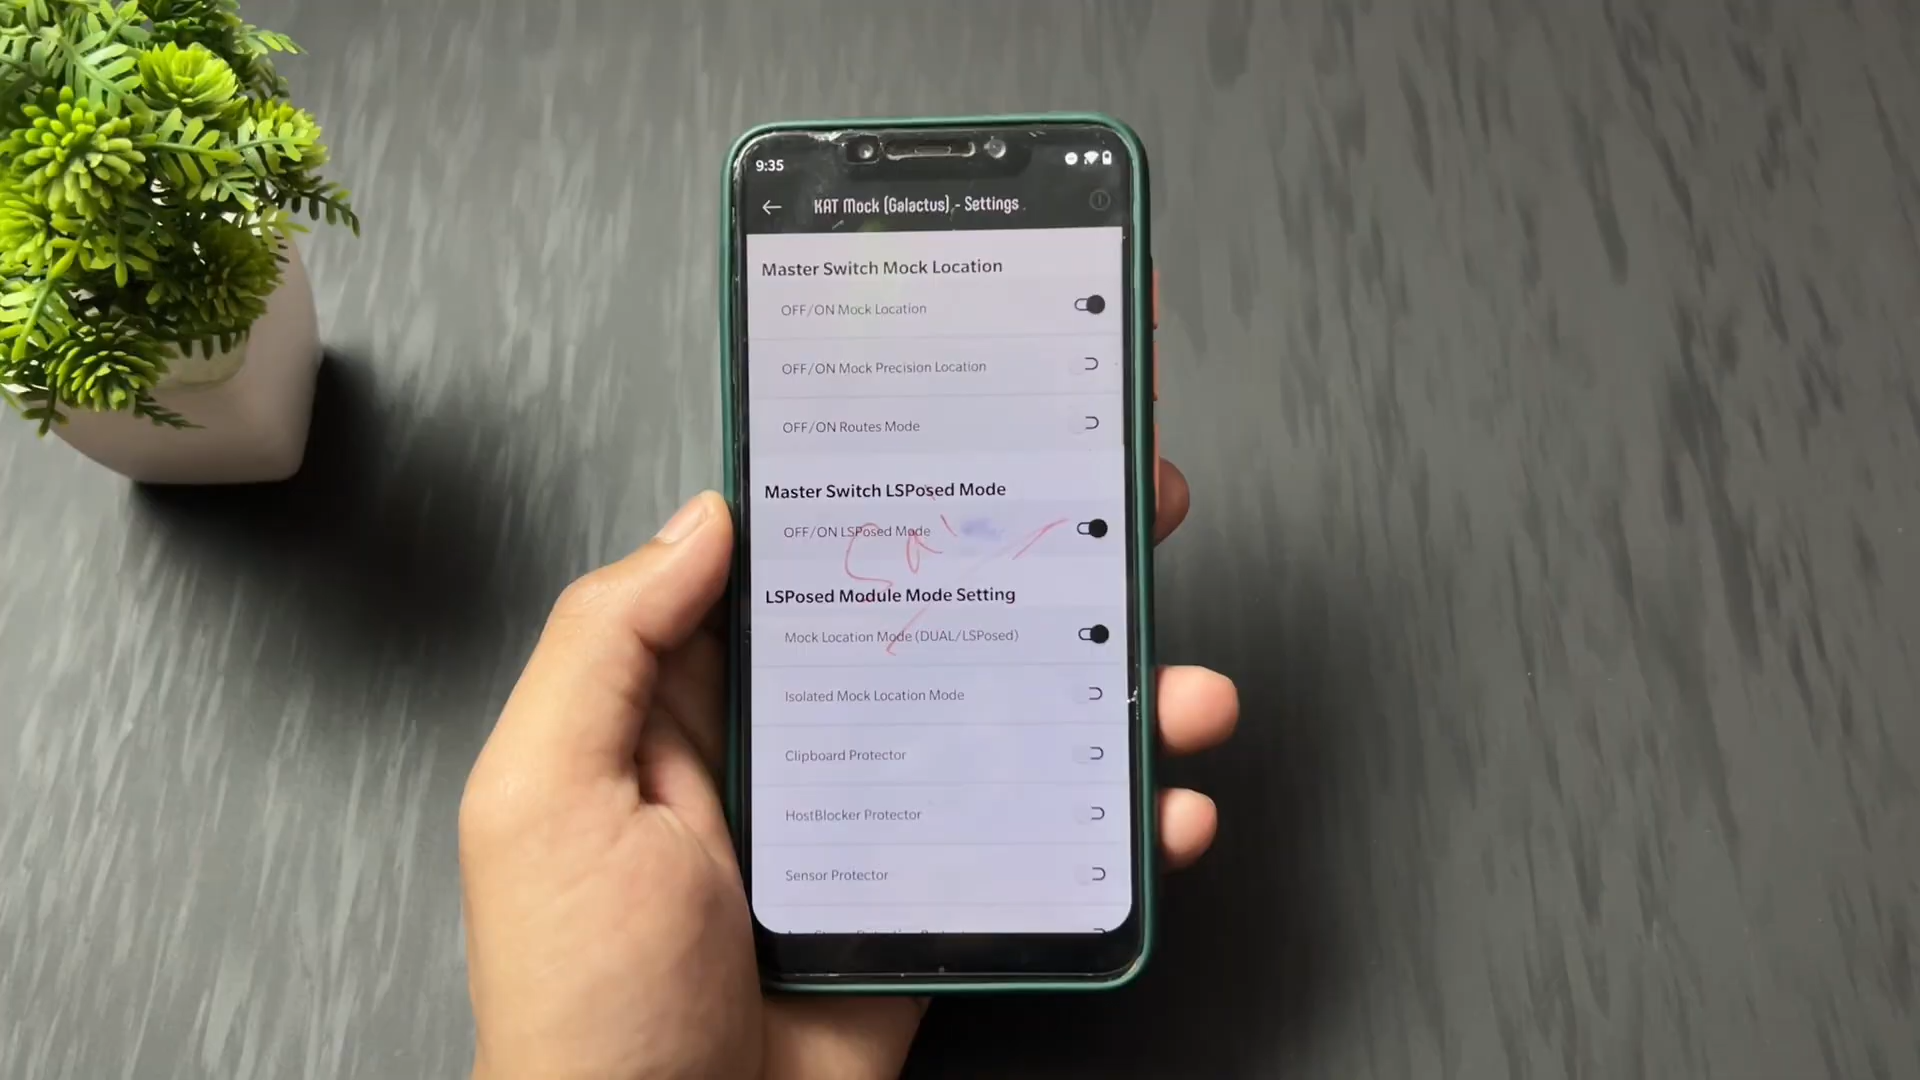 9:35
KAT Mock (Galactus) - Settings
Master Switch Mock Location
OFF/ON Mock Location
OFF/ON Mock Precision Location
OFF/ON Routes Mode
Master Switch LSPosed Mode
OFF/ON LSPosed Mode
LSPosed Module Mode Setting
Mock Location Mode (DUAL/LSPosed)
Isolated Mock Location Mode
Clipboard Protector
HostBlocker Protector
Sensor Protector